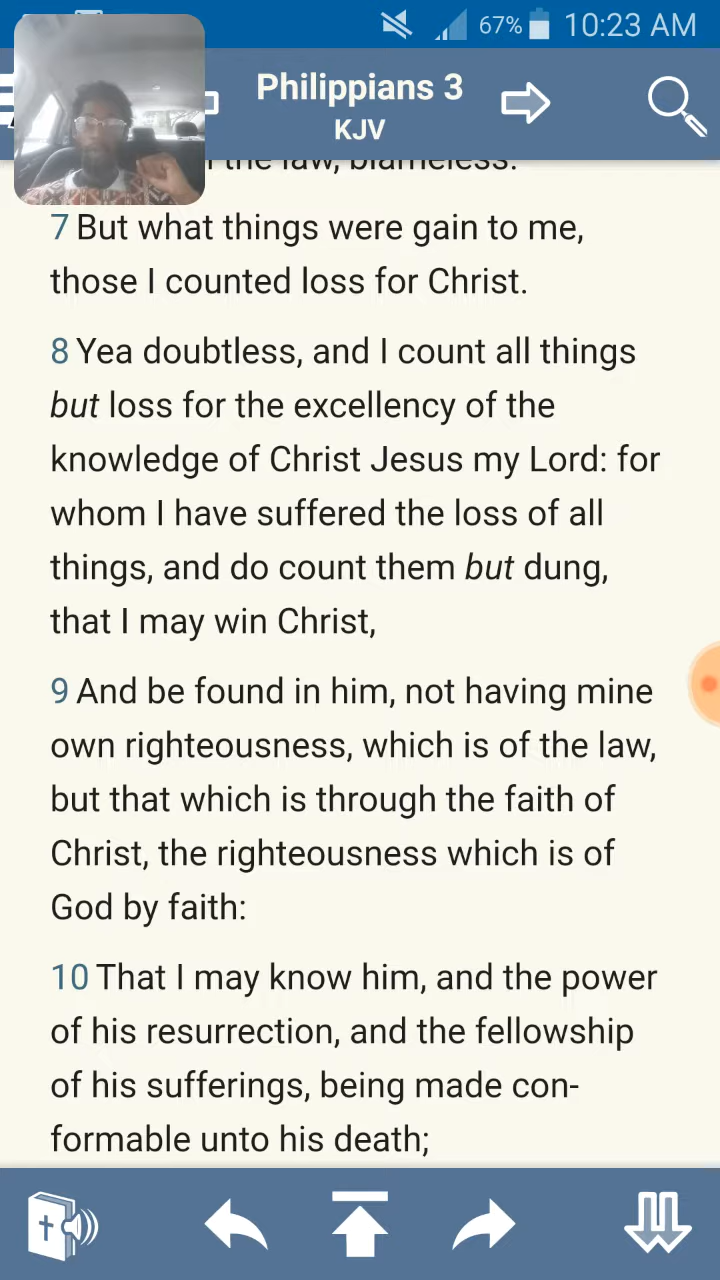 67% 10:23 AM
Philippians 3
KJV
the law, blameless.
7 But what things were gain to me,
those I counted loss for Christ.
8 Yea doubtless, and I count all things
but loss for the excellency of the
knowledge of Christ Jesus my Lord: for
whom I have suffered the loss of all
things, and do count them but dung,
that I may win Christ,
9 And be found in him, not having mine
own righteousness, which is of the law,
but that which is through the faith of
Christ, the righteousness which is of
God by faith:
10 That I may know him, and the power
of his resurrection, and the fellowship
of his sufferings, being made con-
formable unto his death;